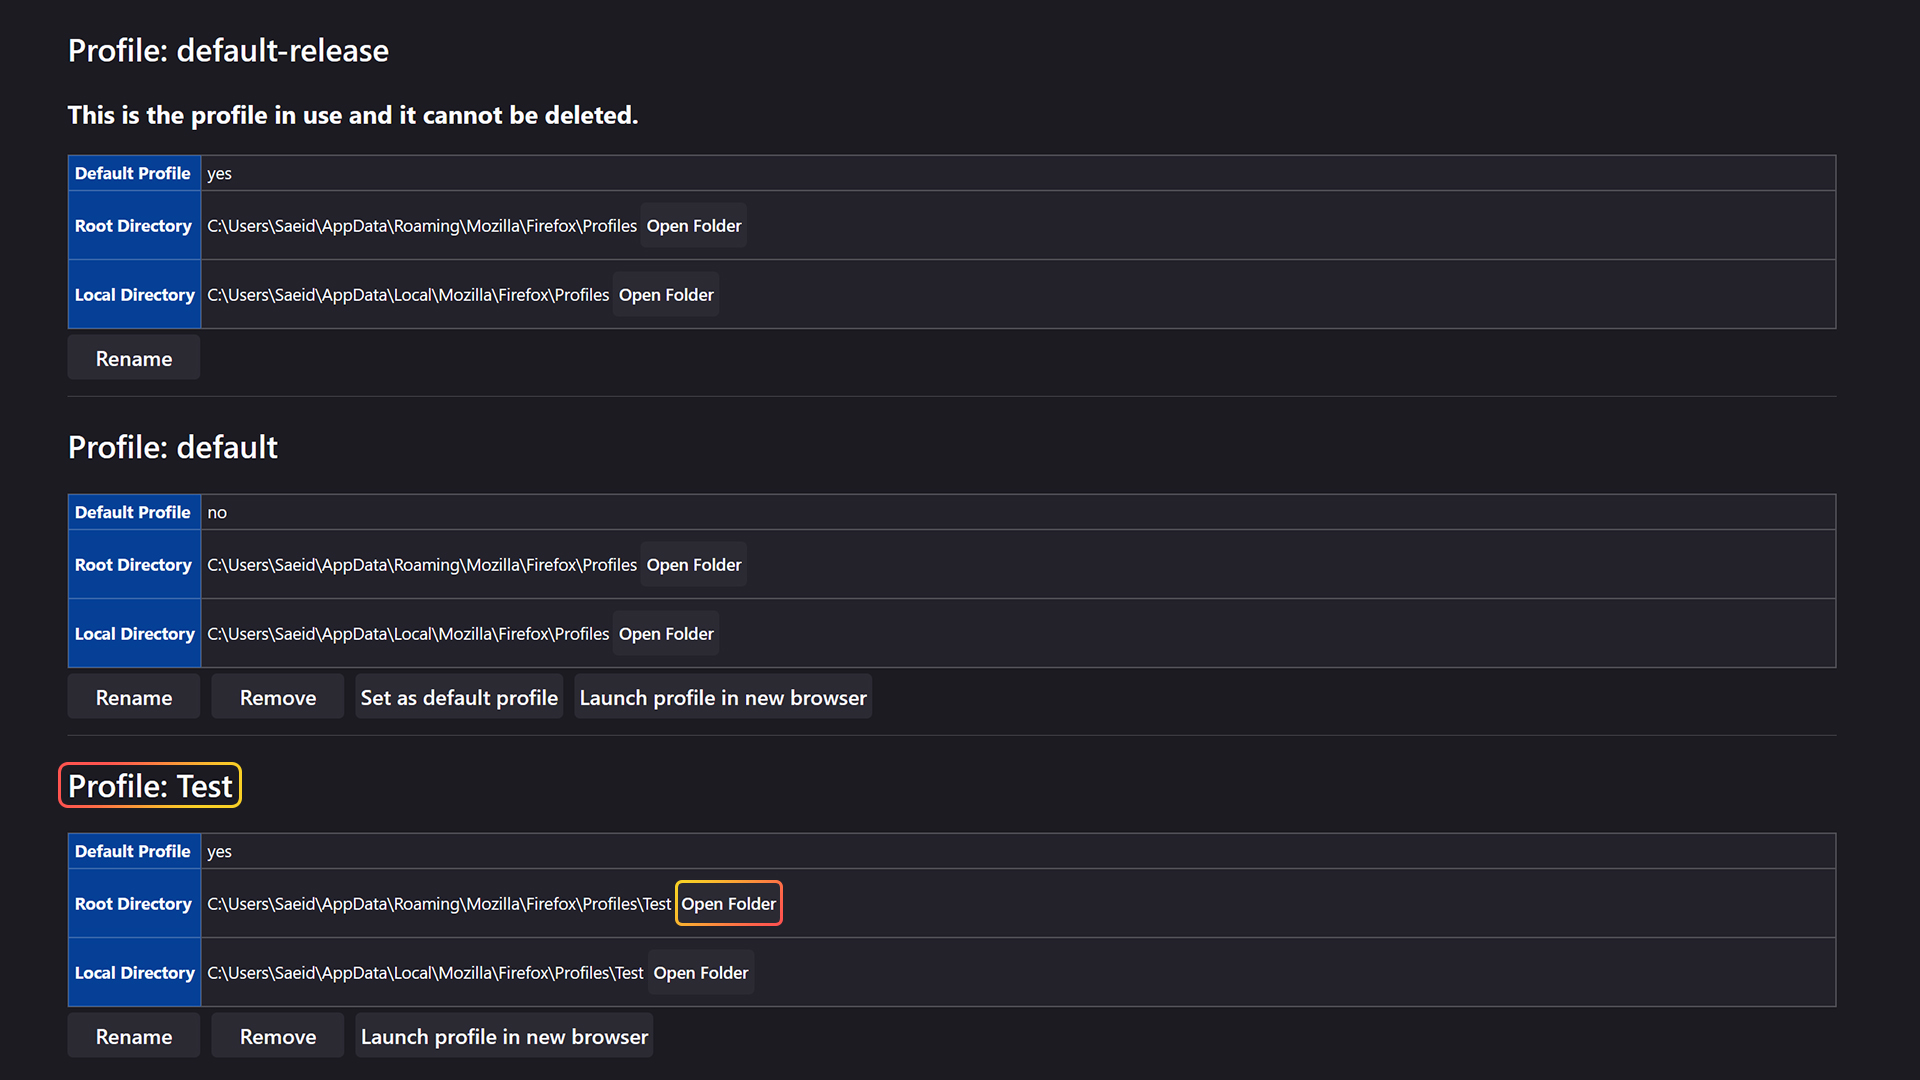 Profile: default-release
This is the profile in use and it cannot be deleted.
Default Profile yes
Root Directory C:\Users\Saeid\AppData\Roaming\Mozilla\Firefox\Profiles Open Folder
Local Directory C:\Users\Saeid\AppData\Local\Mozilla\Firefox\Profiles Open Folder
Rename
Profile: default
Default Profile no
Root Directory C:\Users\Saeid\AppData\Roaming\Mozilla\Firefox\Profiles Open Folder
Local Directory C:\Users\Saeid\AppData\Local\Mozilla\Firefox\Profiles Open Folder
Rename Remove Set as default profile Launch profile in new browser
Profile: Test
Default Profile yes
Root Directory C:\Users\Saeid\AppData\Roaming\Mozilla\Firefox\Profiles\Test Open Folder
Local Directory C:\Users\Saeid\AppData\Local\Mozilla\Firefox\Profiles\Test Open Folder
Rename Remove Launch profile in new browser